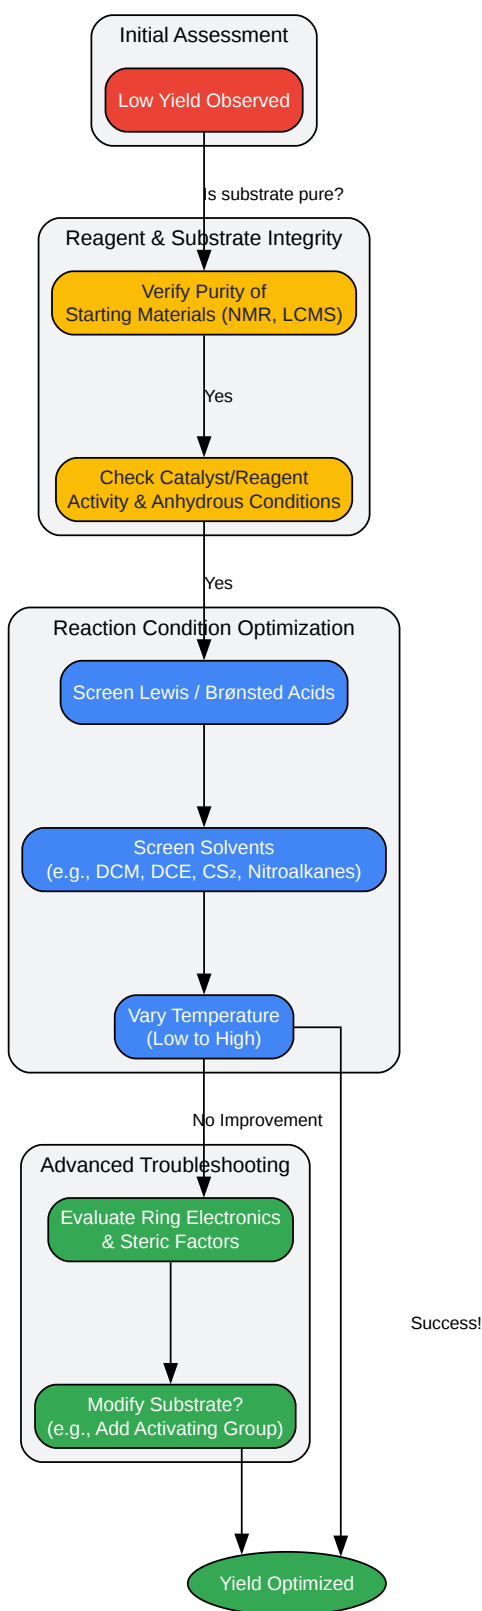 Initial Assessment
Low Yield Observed
Is substrate pure?
Reagent & Substrate Integrity
Verify Purity of
Starting Materials (NMR, LCMS)
Yes
Check Catalyst/Reagent
Activity & Anhydrous Conditions
Yes
Reaction Condition Optimization
Screen Lewis / Brønsted Acids
Screen Solvents
(e.g., DCM, DCE, CS₂, Nitroalkanes)
Vary Temperature
(Low to High)
No Improvement
Advanced Troubleshooting
Evaluate Ring Electronics
& Steric Factors
Success!
Modify Substrate?
(e.g., Add Activating Group)
Yield Optimized